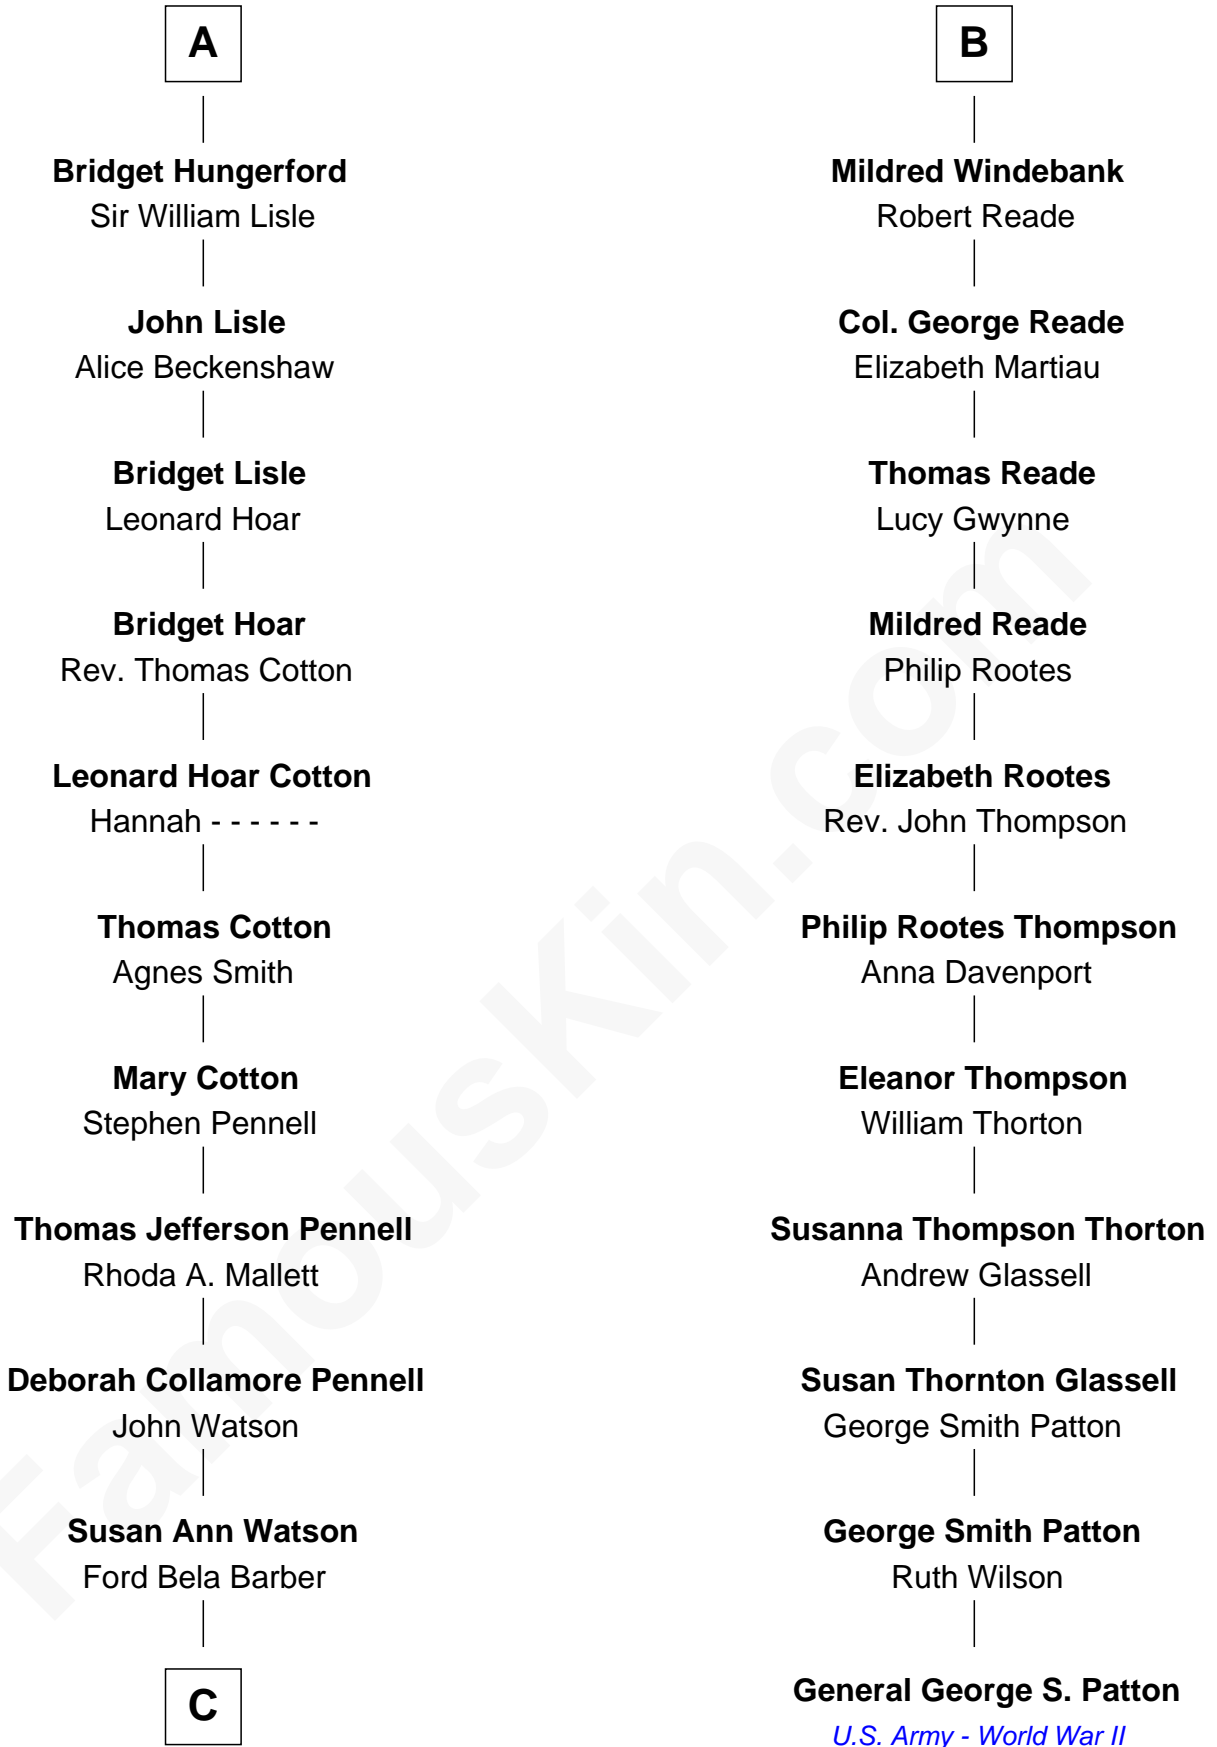 A
Bridget Hungerford
Sir William Lisle
John Lisle
Alice Beckenshaw
Bridget Lisle
Leonard Hoar
Bridget Hoar
Rev. Thomas Cotton
Leonard Hoar Cotton
Hannah - - - - - -
Thomas Cotton
Agnes Smith
Mary Cotton
Stephen Pennell
Thomas Jefferson Pennell
Rhoda A. Mallett
Deborah Collamore Pennell
John Watson
Susan Ann Watson
Ford Bela Barber
C
B
Mildred Windebank
Robert Reade
Col. George Reade
Elizabeth Martiau
Thomas Reade
Lucy Gwynne
Mildred Reade
Philip Rootes
Elizabeth Rootes
Rev. John Thompson
Philip Rootes Thompson
Anna Davenport
Eleanor Thompson
William Thorton
Susanna Thompson Thorton
Andrew Glassell
Susan Thornton Glassell
George Smith Patton
George Smith Patton
Ruth Wilson
General George S. Patton
U.S. Army - World War II
FamousKin.com